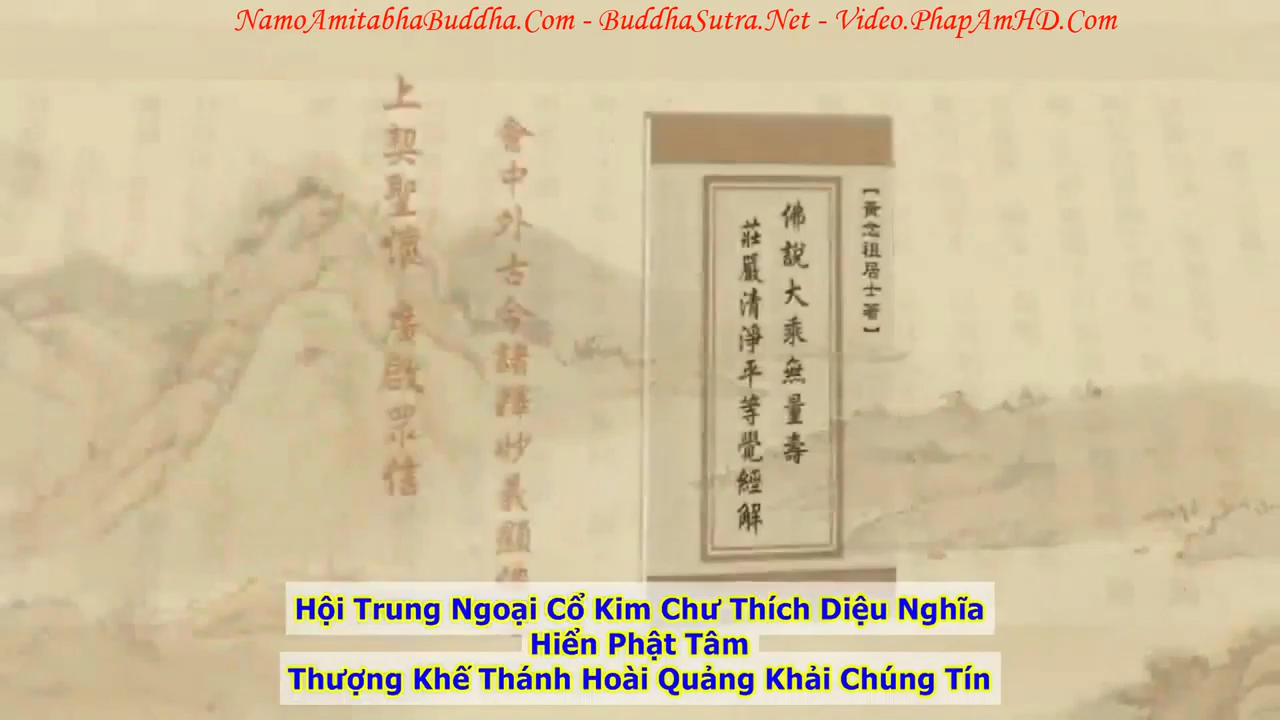 NamoAmitabhaBuddha.Com - BuddhaSutra.Net - Video.PhapAmHD.Com
【黃念祖居士著】
佛說大乘無量壽
莊嚴清淨平等覺經解
會中外古今諸釋妙義顯佛
上契聖懷 廣啟眾信
Hội Trung Ngoại Cổ Kim Chư Thích Diệu Nghĩa
Hiển Phật Tâm
Thượng Khế Thánh Hoài Quảng Khải Chúng Tín